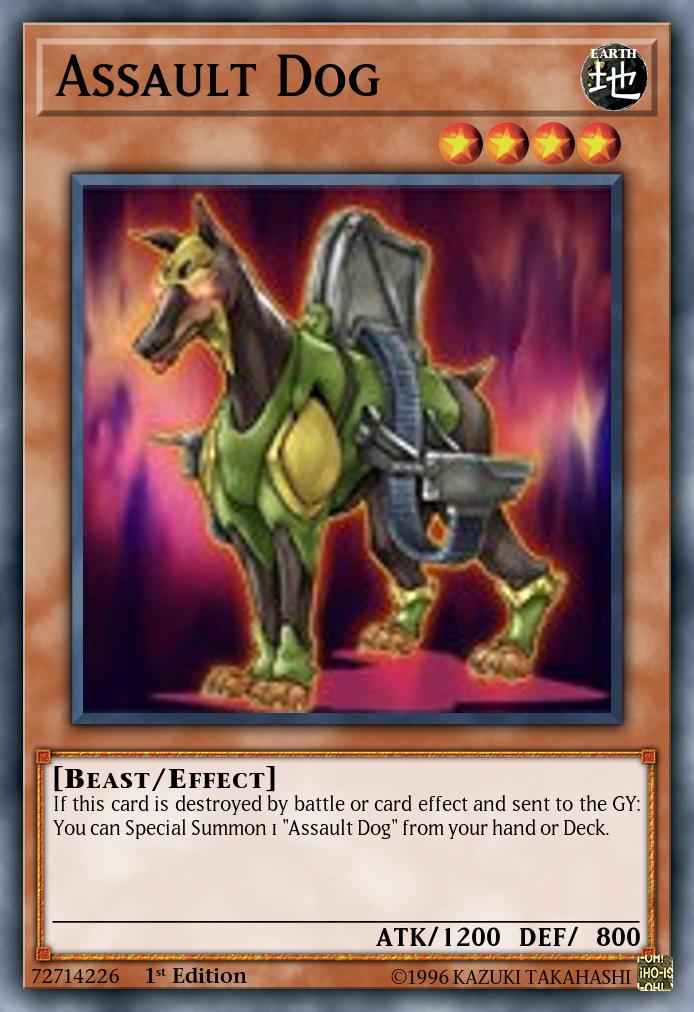 Assault Dog
EARTH
地
[Beast/Effect]
If this card is destroyed by battle or card effect and sent to the GY:
You can Special Summon 1 "Assault Dog" from your hand or Deck.
ATK/1200 DEF/ 800
72714226 1st Edition ©1996 KAZUKI TAKAHASHI